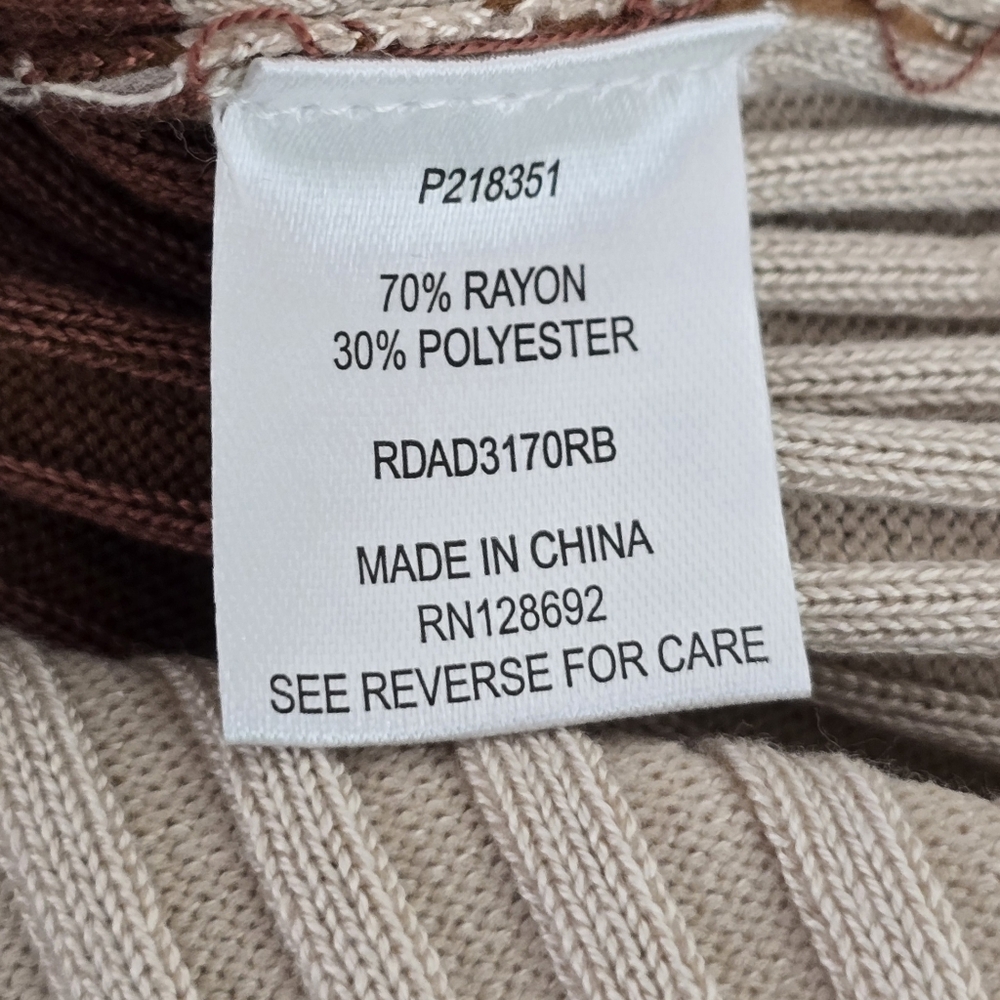 P218351
70% RAYON
30% POLYESTER
RDAD3170RB
MADE IN CHINA
RN128692
SEE REVERSE FOR CARE